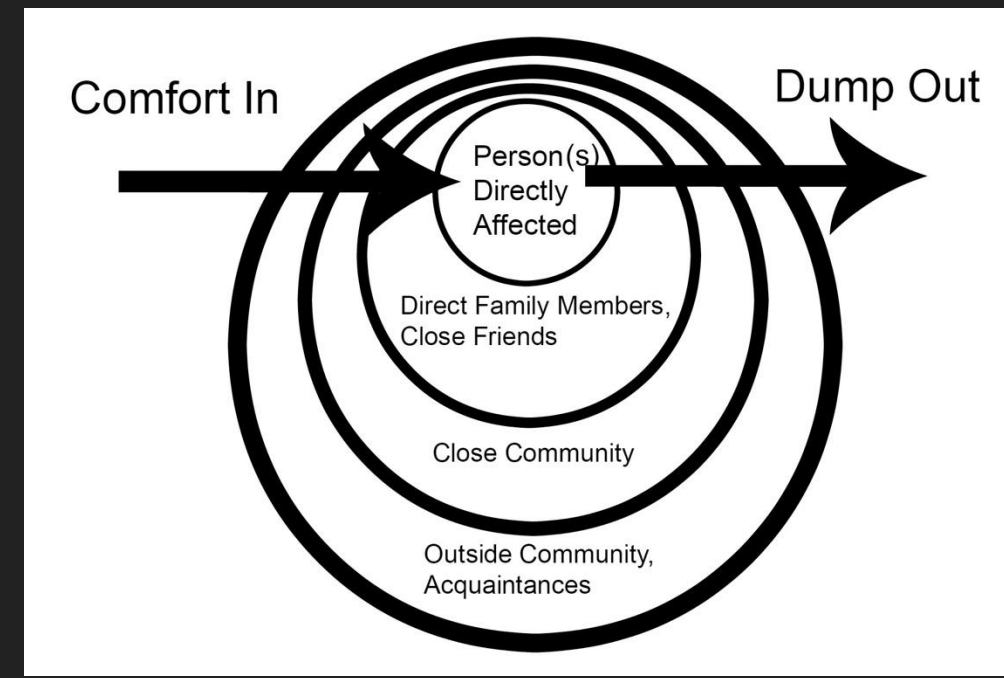 Comfort In
Dump Out
Person(s)
Directly
Affected
Direct Family Members,
Close Friends
Close Community
Outside Community,
Acquaintances